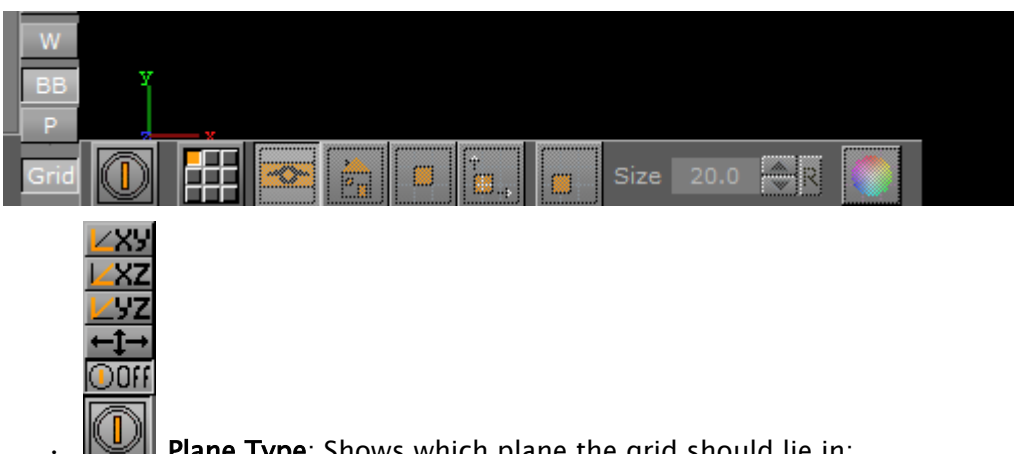 W
BB
y
P
z x
Grid
Size 20.0 R
XY
XZ
YZ
Off
· Plane Type: Shows which plane the grid should lie in: